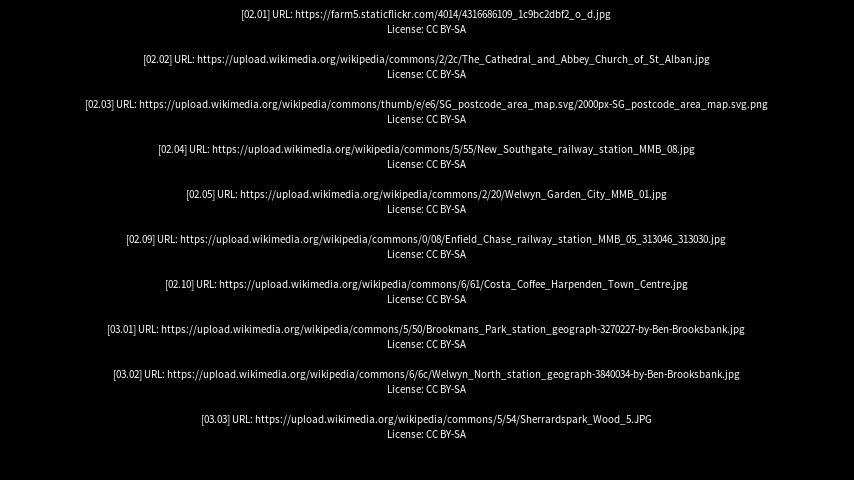 [02.01] URL: https://farm5.staticflickr.com/4014/4316686109_1c9bc2dbf2_o_d.jpg
License: CC BY-SA
[02.02] URL: https://upload.wikimedia.org/wikipedia/commons/2/2c/The_Cathedral_and_Abbey_Church_of_St_Alban.jpg
License: CC BY-SA
[02.03] URL: https://upload.wikimedia.org/wikipedia/commons/thumb/e/e6/SG_postcode_area_map.svg/2000px-SG_postcode_area_map.svg.png
License: CC BY-SA
[02.04] URL: https://upload.wikimedia.org/wikipedia/commons/5/55/New_Southgate_railway_station_MMB_08.jpg
License: CC BY-SA
[02.05] URL: https://upload.wikimedia.org/wikipedia/commons/2/20/Welwyn_Garden_City_MMB_01.jpg
License: CC BY-SA
[02.09] URL: https://upload.wikimedia.org/wikipedia/commons/0/08/Enfield_Chase_railway_station_MMB_05_313046_313030.jpg
License: CC BY-SA
[02.10] URL: https://upload.wikimedia.org/wikipedia/commons/6/61/Costa_Coffee_Harpenden_Town_Centre.jpg
License: CC BY-SA
[03.01] URL: https://upload.wikimedia.org/wikipedia/commons/5/50/Brookmans_Park_station_geograph-3270227-by-Ben-Brooksbank.jpg
License: CC BY-SA
[03.02] URL: https://upload.wikimedia.org/wikipedia/commons/6/6c/Welwyn_North_station_geograph-3840034-by-Ben-Brooksbank.jpg
License: CC BY-SA
[03.03] URL: https://upload.wikimedia.org/wikipedia/commons/5/54/Sherrardspark_Wood_5.JPG
License: CC BY-SA